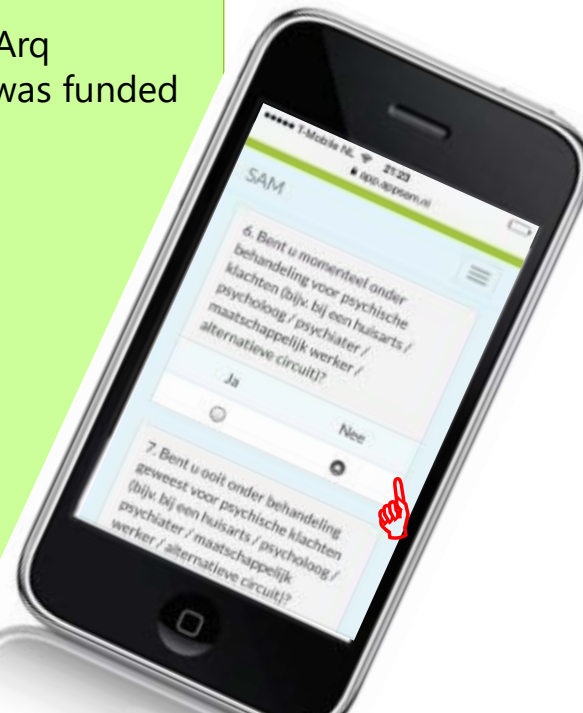 Arq
was funded
T-Mobile NL 21:23
app.appsam.nl
SAM
6. Bent u momenteel onder
behandeling voor psychische
klachten (bijv. bij een huisarts /
psycholoog / psychiater /
maatschappelijk werker /
alternatieve circuit)?
Ja Nee
7. Bent u ooit onder behandeling
geweest voor psychische klachten
(bijv. bij een huisarts / psycholoog /
psychiater / maatschappelijk
werker / alternatieve circuit)?